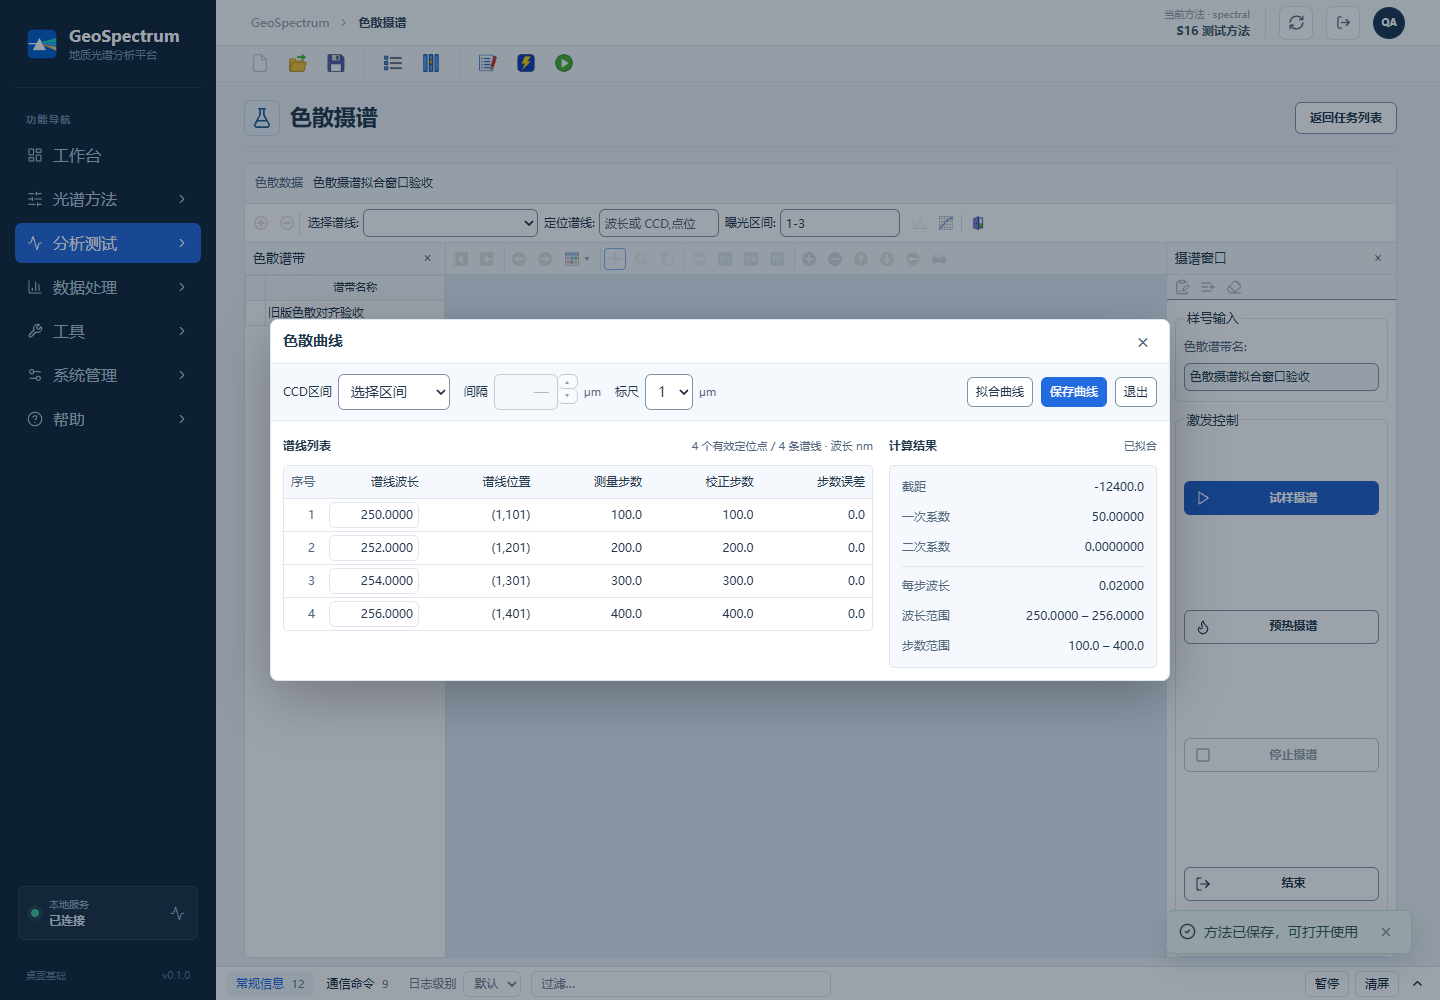 GeoSpectrum
地质光谱分析平台
功能导航
工作台
光谱方法
分析测试
数据处理
工具
系统管理
帮助
本地服务
已连接
桌面基础 v0.1.0
GeoSpectrum 色散摄谱
当前方法 · spectral
S16 测试方法
QA
色散摄谱
返回任务列表
色散数据 色散摄谱拟合窗口验收
选择谱线: 定位谱线: 波长或 CCD,点位 曝光区间: 1-3
色散谱带 ×
谱带名称
旧版色散对齐验收
摄谱窗口 ×
样号输入
色散谱带名:
色散摄谱拟合窗口验收
激发控制
试样摄谱
预热摄谱
停止摄谱
结束
色散曲线
CCD区间 选择区间 间隔 — μm 标尺 1 μm 拟合曲线 保存曲线 退出
谱线列表 4 个有效定位点 / 4 条谱线 · 波长 nm
序号 谱线波长 谱线位置 测量步数 校正步数 步数误差
1 250.0000 (1,101) 100.0 100.0 0.0
2 252.0000 (1,201) 200.0 200.0 0.0
3 254.0000 (1,301) 300.0 300.0 0.0
4 256.0000 (1,401) 400.0 400.0 0.0
计算结果 已拟合
截距 -12400.0
一次系数 50.00000
二次系数 0.0000000
每步波长 0.02000
波长范围 250.0000 – 256.0000
步数范围 100.0 – 400.0
方法已保存，可打开使用
常规信息 12 通信命令 9 日志级别 默认 过滤... 暂停 清屏